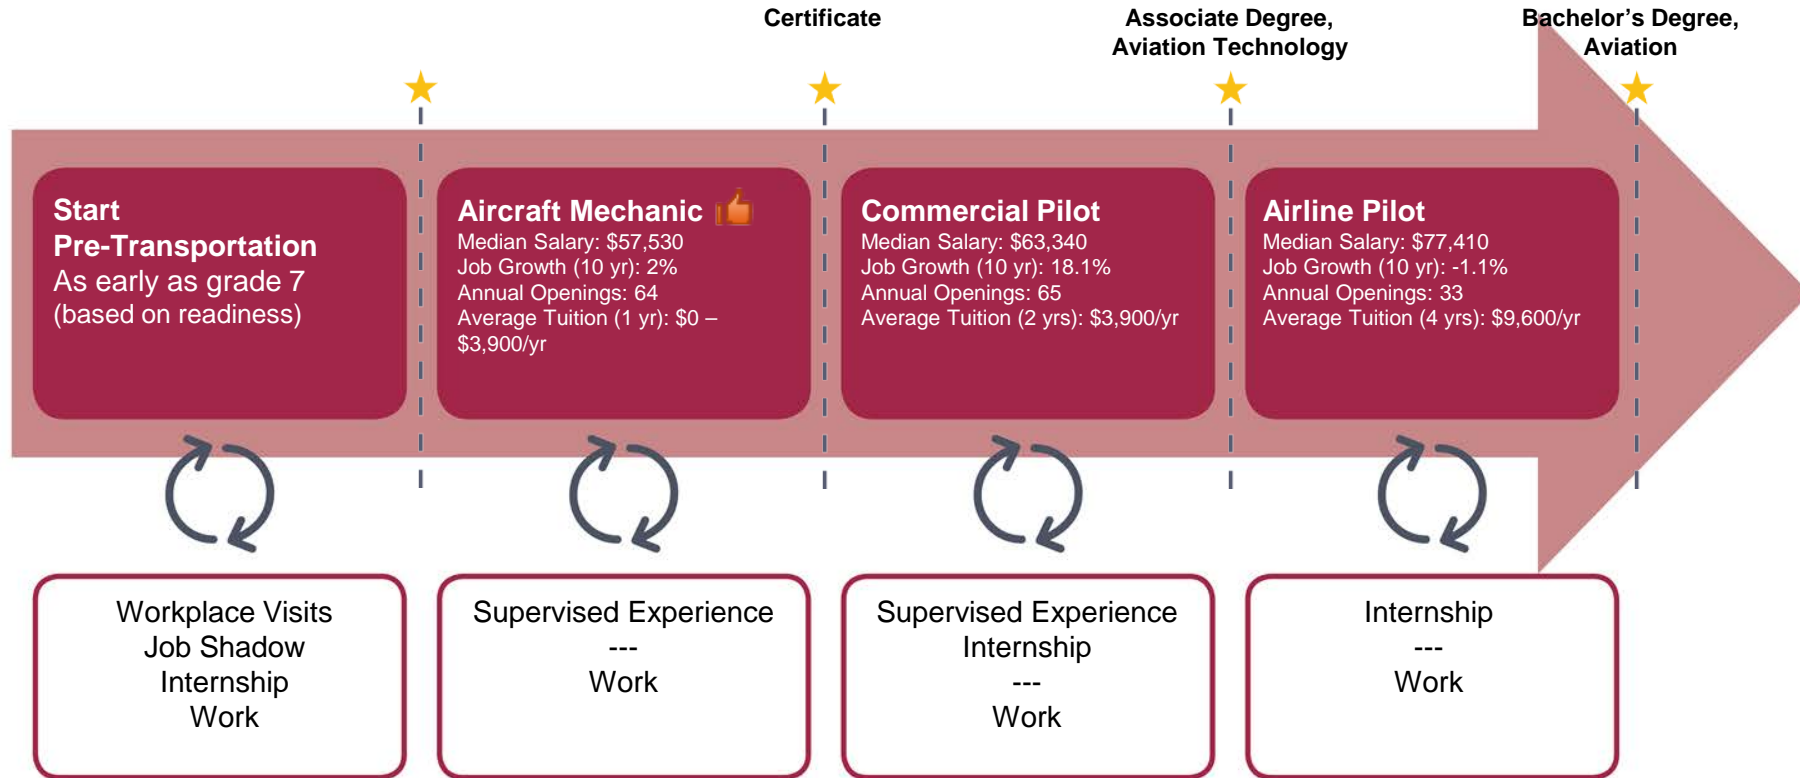 Certificate
Associate Degree,
Aviation Technology
Bachelor’s Degree,
Aviation
Start
Pre-Transportation
As early as grade 7
(based on readiness)
Aircraft Mechanic
Median Salary: $57,530
Job Growth (10 yr): 2%
Annual Openings: 64
Average Tuition (1 yr): $0 –
$3,900/yr
Commercial Pilot
Median Salary: $63,340
Job Growth (10 yr): 18.1%
Annual Openings: 65
Average Tuition (2 yrs): $3,900/yr
Airline Pilot
Median Salary: $77,410
Job Growth (10 yr): -1.1%
Annual Openings: 33
Average Tuition (4 yrs): $9,600/yr
Workplace Visits
Job Shadow
Internship
Work
Supervised Experience
---
Work
Supervised Experience
Internship
---
Work
Internship
---
Work